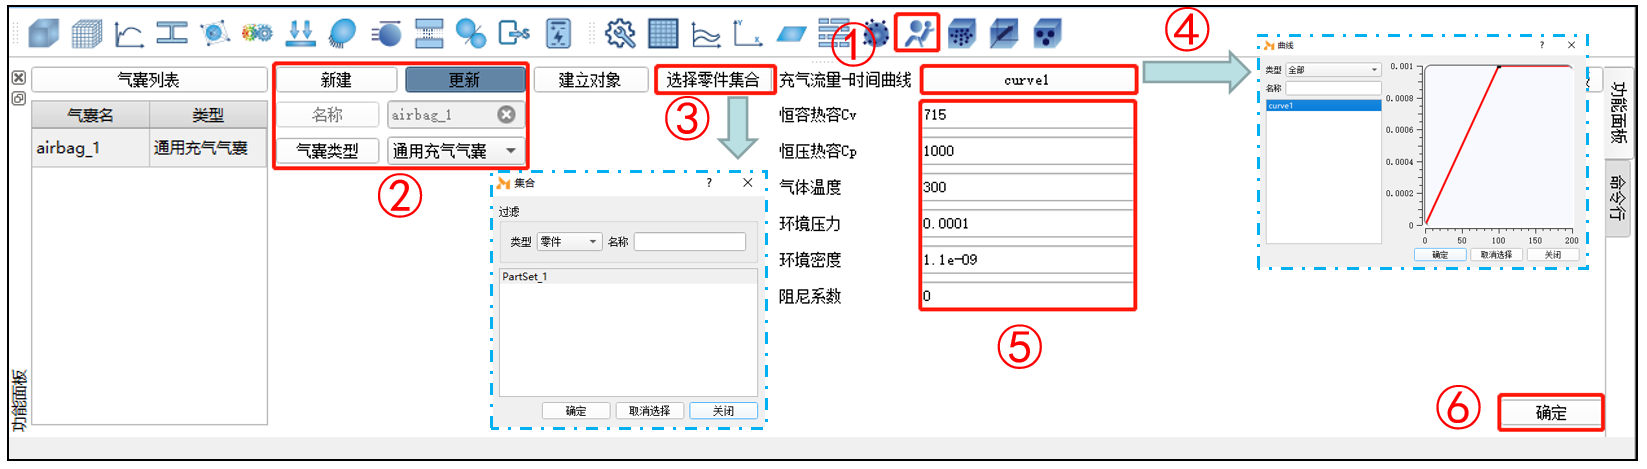 ① ④
气囊列表 新建 更新 建立对象 选择零件集合 充气流量-时间曲线 curve1
气囊名 类型 名称 airbag_1 ③ 恒容热容Cv 715
airbag_1 通用充气气囊 气囊类型 通用充气气囊 恒压热容Cp 1000
② 气体温度 300
环境压力 0.0001
环境密度 1.1e-09
阻尼系数 0
⑤
集合 ? ×
过滤
类型 零件 名称
PartSet_1
确定 取消选择 关闭
曲线 ? ×
类型 全部
名称
curve1
0.001
0.0008
0.0006
0.0004
0.0002
0
0 50 100 150 200
确定 取消选择 关闭
功能面板
命令行
功能面板
⑥ 确定